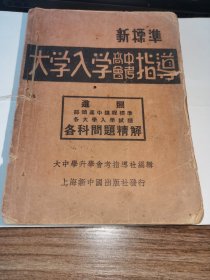 新標準
大学入学高中會考指導
遵照
部頒高中課程標準
各大學入學試題
各科問題精解
大中學升學會考指導社編輯
上海新中國出版社發行